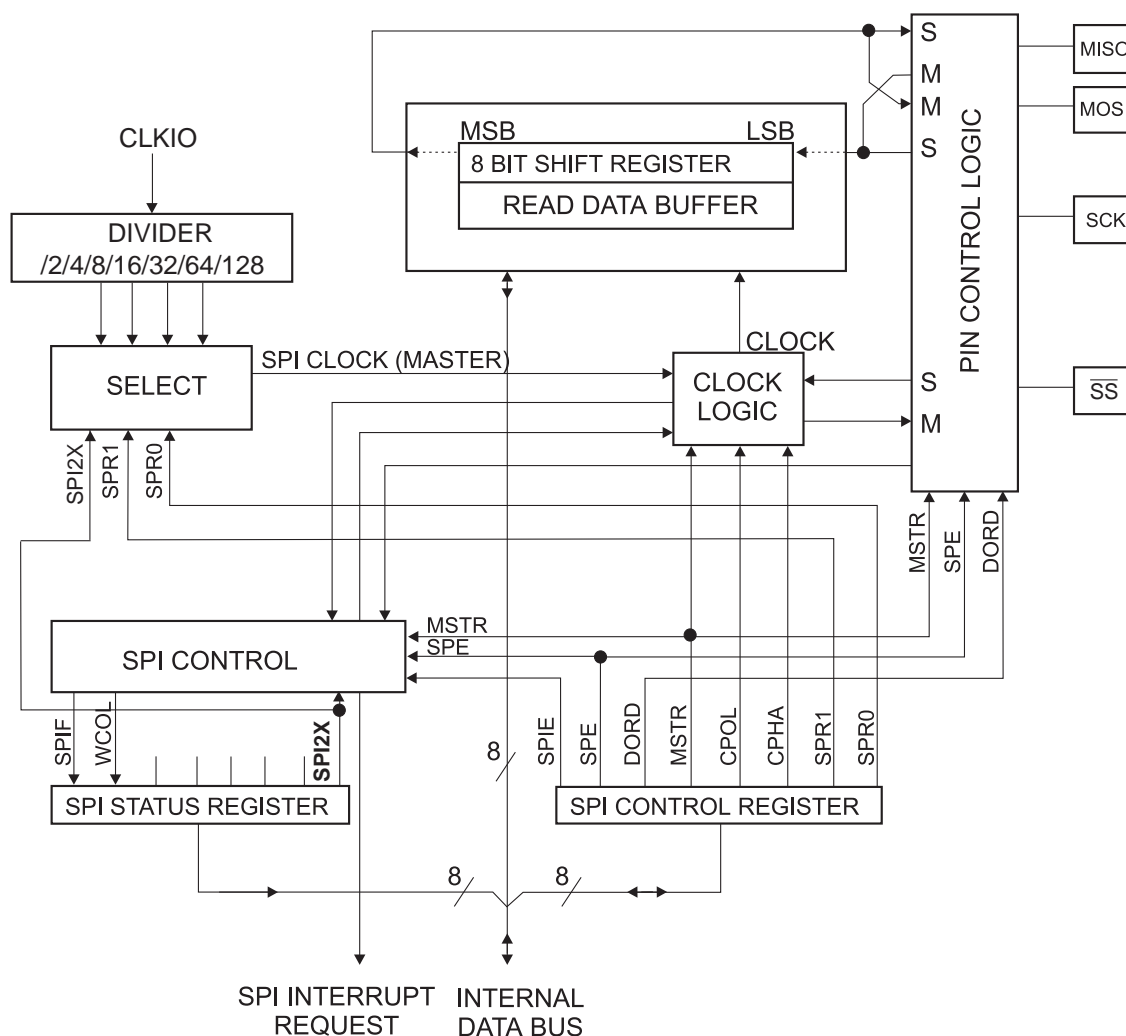 S
MISO
M
M
MOS
CLKIO
MSB
LSB
S
8 BIT SHIFT REGISTER
READ DATA BUFFER
PIN CONTROL LOGIC
SCK
DIVIDER
/2/4/8/16/32/64/128
SPI CLOCK (MASTER)
CLOCK
SELECT
CLOCK
LOGIC
S
M
SS
SPI2X
SPR1
SPR0
MSTR
SPE
DORD
MSTR
SPE
SPI CONTROL
SPIF
WCOL
SPI2X
8
SPIE
SPE
DORD
MSTR
CPOL
CPHA
SPR1
SPR0
SPI STATUS REGISTER
SPI CONTROL REGISTER
8
8
SPI INTERRUPT
REQUEST
INTERNAL
DATA BUS